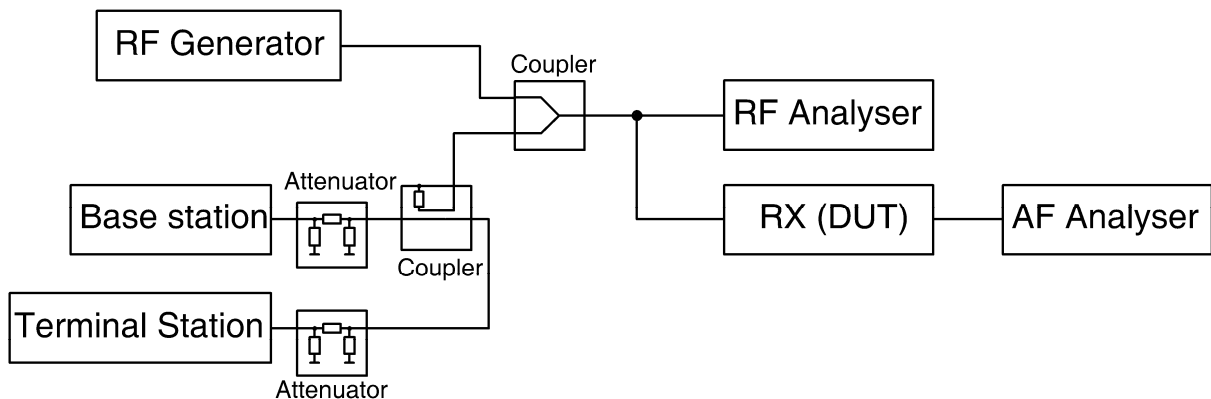 RF Generator
Coupler
RF Analyser
Attenuator
Base station
RX (DUT)
AF Analyser
Coupler
Terminal Station
Attenuator